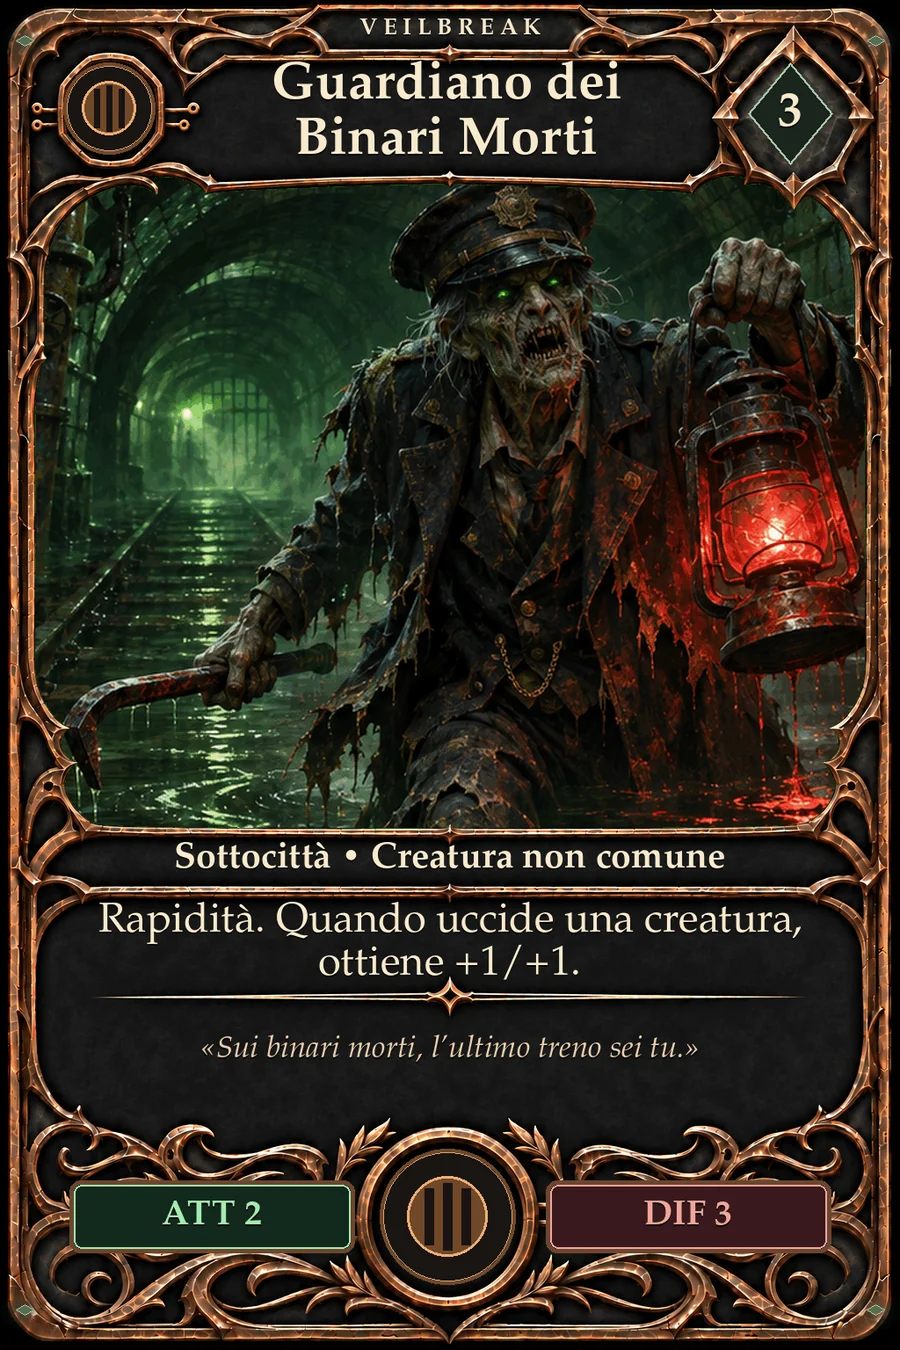 VEILBREAK
Guardiano dei
Binari Morti
3
Sottocittà • Creatura non comune
Rapidità. Quando uccide una creatura,
ottiene +1/+1.
«Sui binari morti, l’ultimo treno sei tu.»
ATT 2
DIF 3